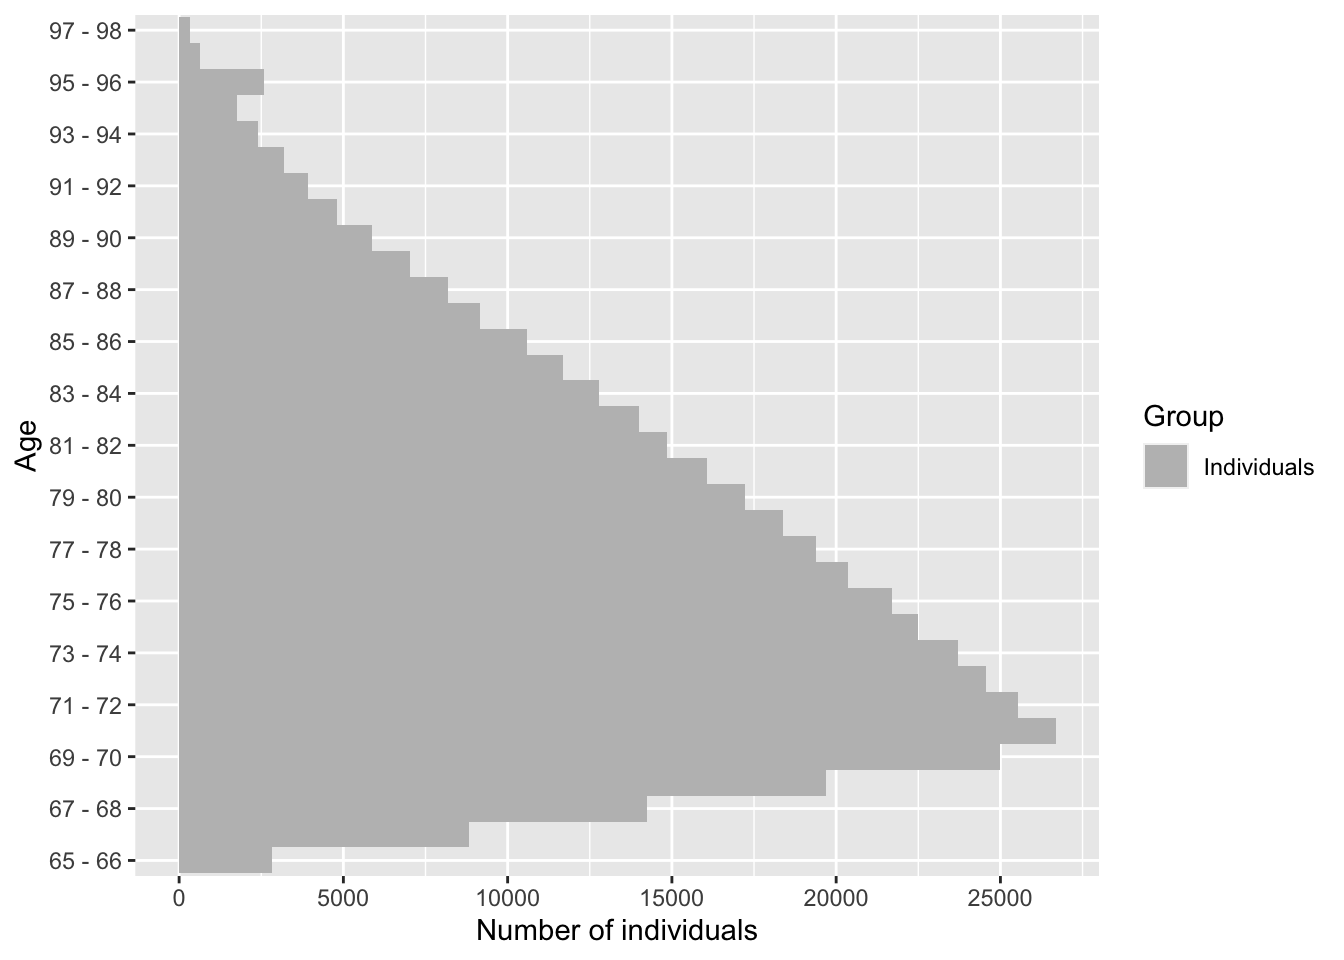 97 - 98
95 - 96
93 - 94
91 - 92
89 - 90
87 - 88
85 - 86
83 - 84
81 - 82
79 - 80
77 - 78
75 - 76
73 - 74
71 - 72
69 - 70
67 - 68
65 - 66
Age
0 5000 10000 15000 20000 25000
Number of individuals
Group
Individuals